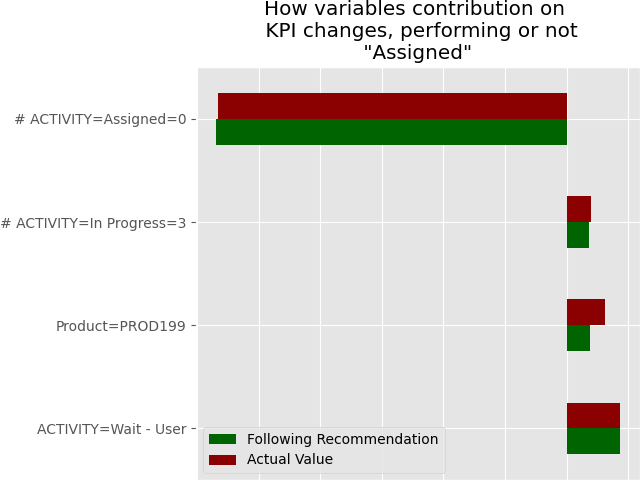 How variables contribution on
KPI changes, performing or not
"Assigned"
# ACTIVITY=Assigned=0
# ACTIVITY=In Progress=3
Product=PROD199
ACTIVITY=Wait - User
Following Recommendation
Actual Value